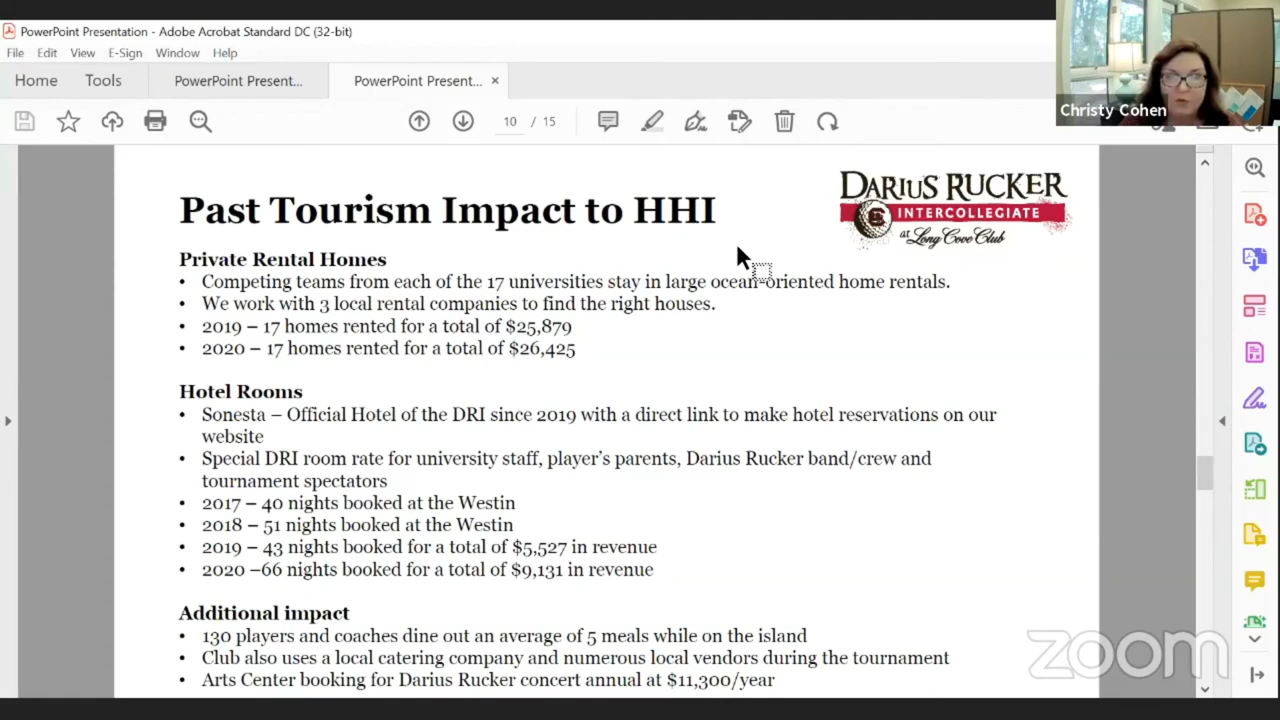 PowerPoint Presentation - Adobe Acrobat Standard DC (32-bit)
File Edit View E-Sign Window Help
Home Tools PowerPoint Present... PowerPoint Present... ×
10 / 15
Christy Cohen
Past Tourism Impact to HHI
DARIUS RUCKER
INTERCOLLEGIATE
at Long Cove Club
Private Rental Homes
• Competing teams from each of the 17 universities stay in large ocean-oriented home rentals.
• We work with 3 local rental companies to find the right houses.
• 2019 – 17 homes rented for a total of $25,879
• 2020 – 17 homes rented for a total of $26,425
Hotel Rooms
• Sonesta – Official Hotel of the DRI since 2019 with a direct link to make hotel reservations on our
website
• Special DRI room rate for university staff, player's parents, Darius Rucker band/crew and
tournament spectators
• 2017 – 40 nights booked at the Westin
• 2018 – 51 nights booked at the Westin
• 2019 – 43 nights booked for a total of $5,527 in revenue
• 2020 –66 nights booked for a total of $9,131 in revenue
Additional impact
• 130 players and coaches dine out an average of 5 meals while on the island
• Club also uses a local catering company and numerous local vendors during the tournament
• Arts Center booking for Darius Rucker concert annual at $11,300/year
zoom